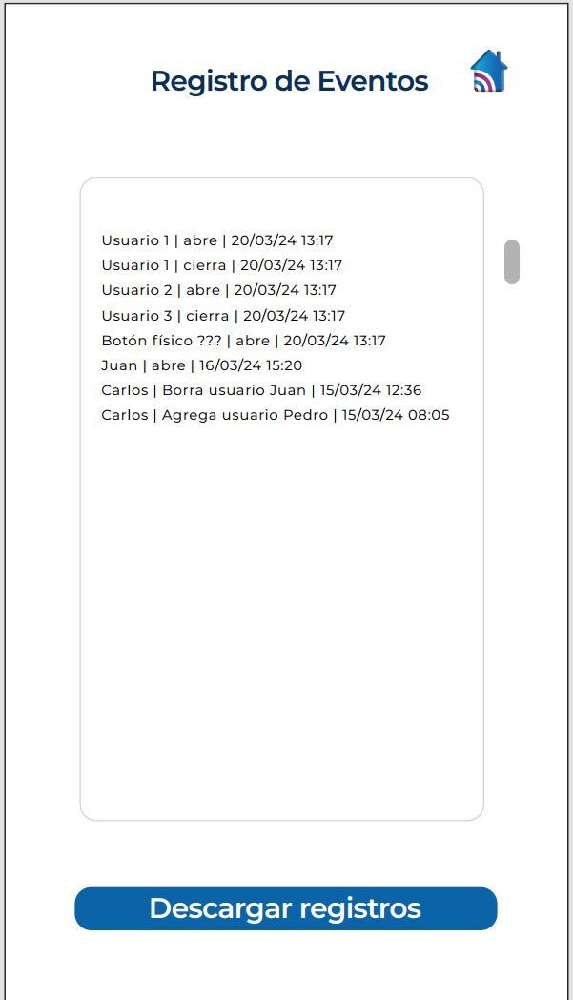 Registro de Eventos
Usuario 1 | abre | 20/03/24 13:17
Usuario 1 | cierra | 20/03/24 13:17
Usuario 2 | abre | 20/03/24 13:17
Usuario 3 | cierra | 20/03/24 13:17
Botón físico ??? | abre | 20/03/24 13:17
Juan | abre | 16/03/24 15:20
Carlos | Borra usuario Juan | 15/03/24 12:36
Carlos | Agrega usuario Pedro | 15/03/24 08:05
Descargar registros